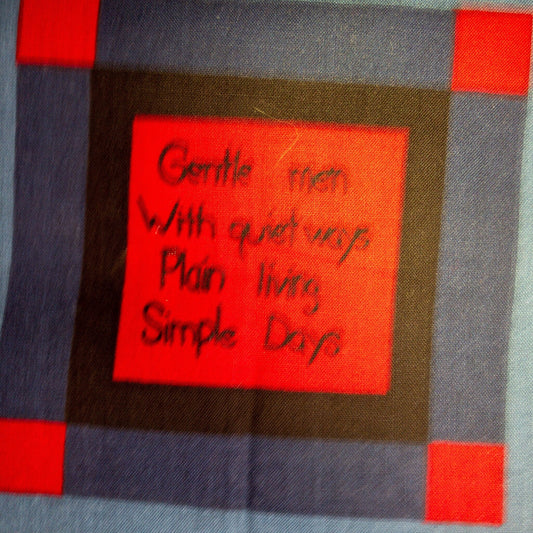 Gentle men
With quiet ways
Plain living
Simple Days